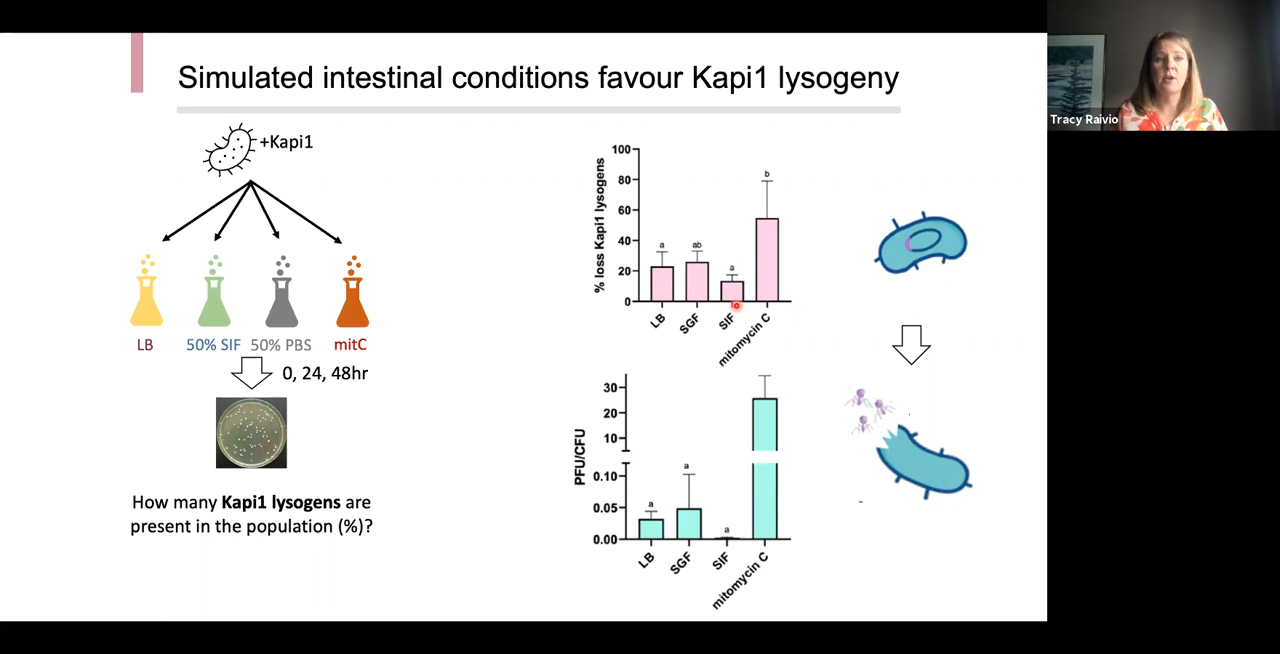 Simulated intestinal conditions favour Kapi1 lysogeny
Tracy Raivio
+Kapi1
LB
50% SIF
50% PBS
mitC
0, 24, 48hr
How many Kapi1 lysogens are
present in the population (%)?
% loss Kapi1 lysogens
100
80
60
40
20
0
a
ab
a
b
LB
SGF
SIF
mitomycin C
PFU/CFU
30
20
10
0.10
0.05
0.00
a
a
a
LB
SGF
SIF
mitomycin C